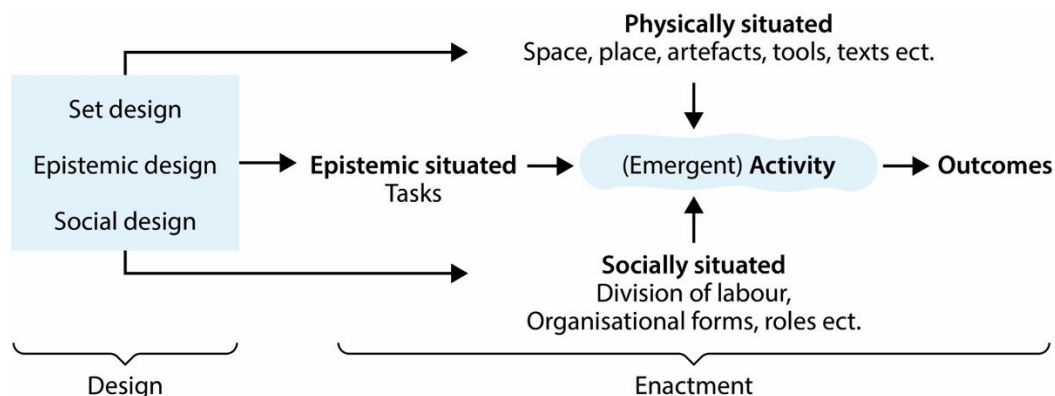 Physically situated
Space, place, artefacts, tools, texts ect.
Set design
Epistemic design
Social design
Epistemic situated
Tasks
(Emergent) Activity
Outcomes
Socially situated
Division of labour,
Organisational forms, roles ect.
Design
Enactment